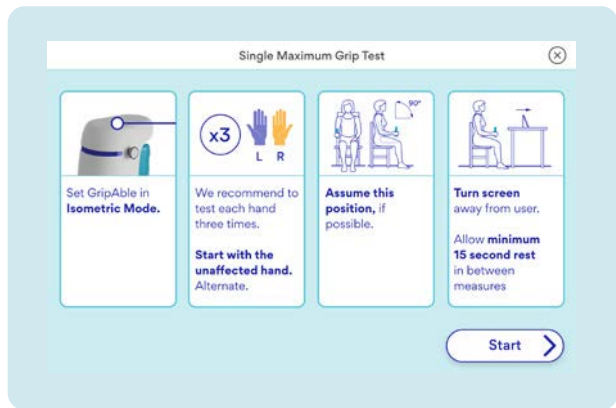 Single Maximum Grip Test
Set GripAble in
Isometric Mode.
x3
L R
We recommend to
test each hand
three times.
Start with the
unaffected hand.
Alternate.
90°
Assume this
position, if
possible.
Turn screen
away from user.
Allow minimum
15 second rest
in between
measures
Start